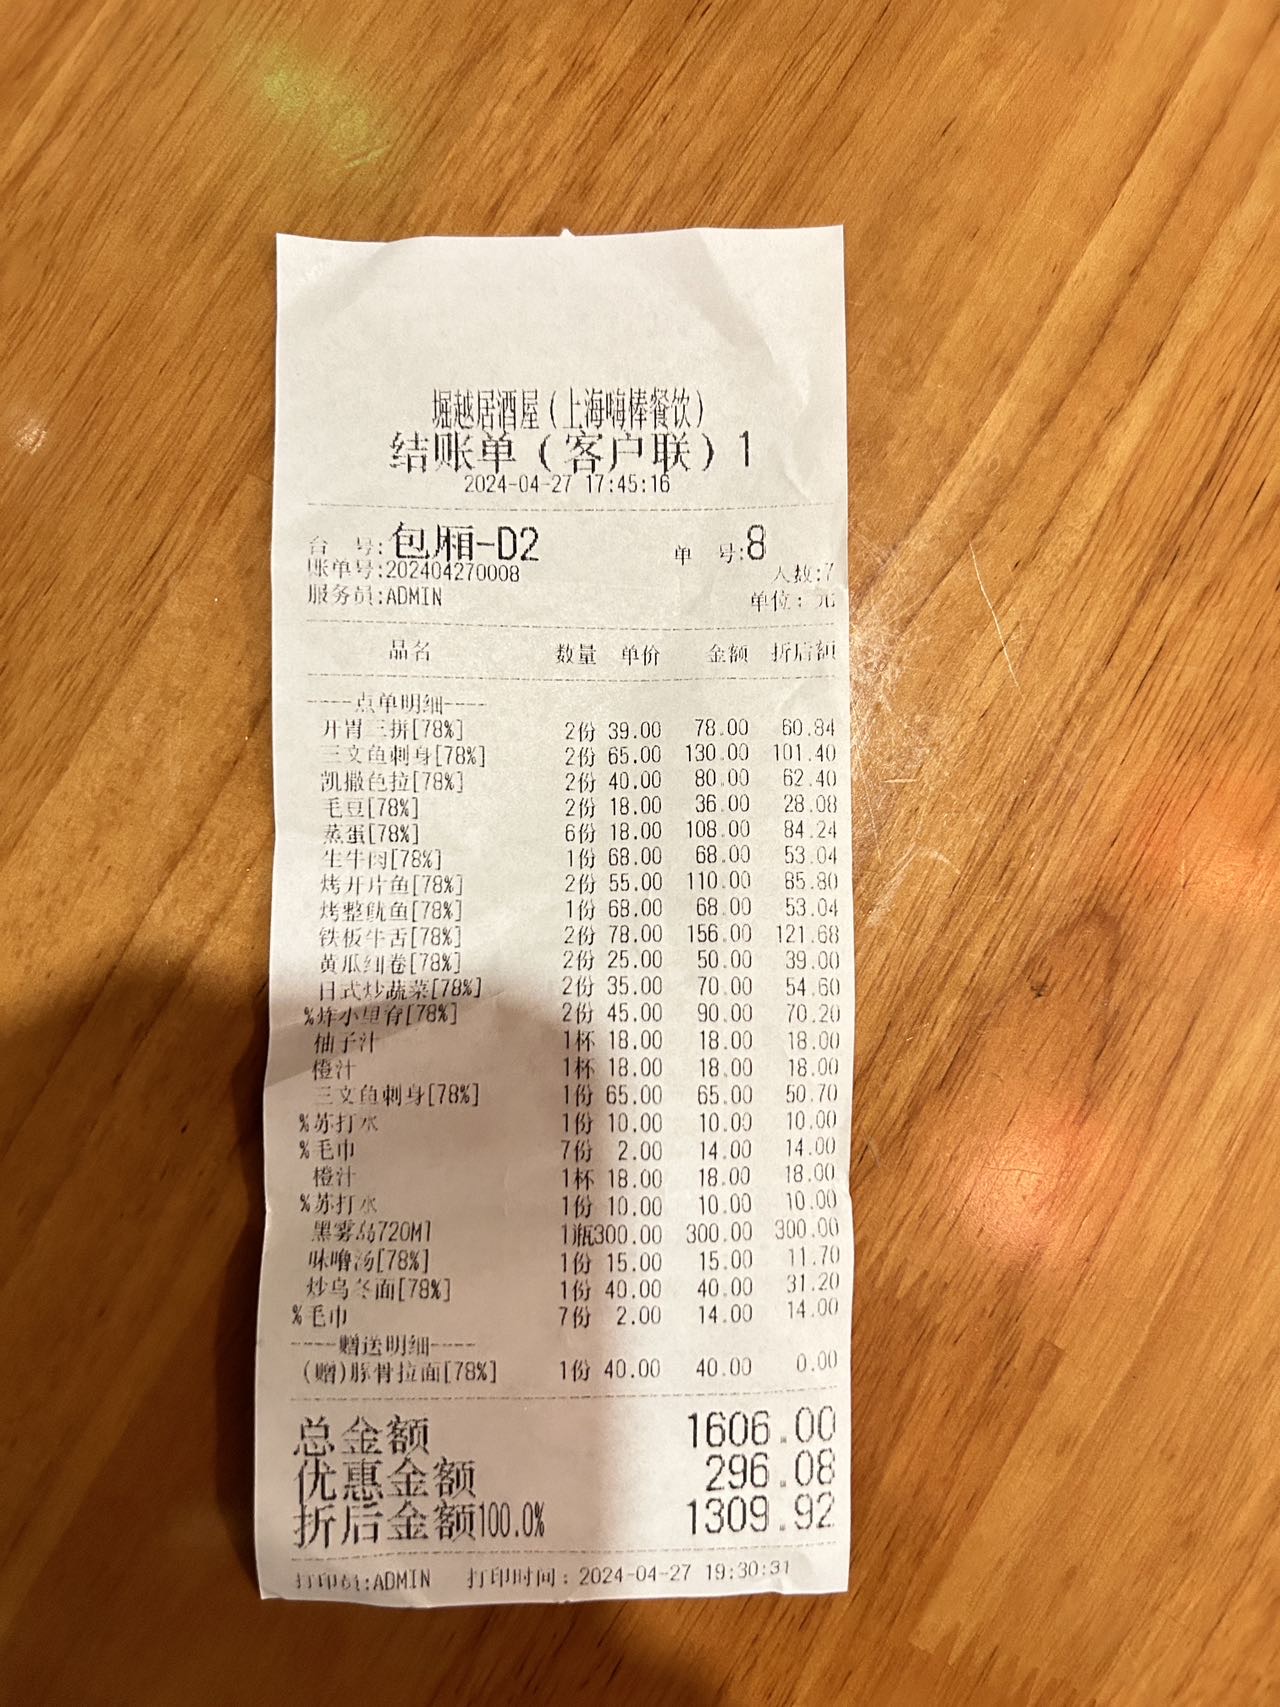 堀越居酒屋(上海嗨棒餐饮)
结账单(客户联)1
2024-04-27 17:45:16
台 号:包厢-D2 单 号:8
账单号:202404270008 人数:7
服务员:ADMIN 单位:元
品名 数量 单价 金额 折后额
----点单明细----
开胃三拼[78%] 2份 39.00 78.00 60.84
三文鱼刺身[78%] 2份 65.00 130.00 101.40
凯撒色拉[78%] 2份 40.00 80.00 62.40
毛豆[78%] 2份 18.00 36.00 28.08
蒸蛋[78%] 6份 18.00 108.00 84.24
生牛肉[78%] 1份 68.00 68.00 53.04
烤开片鱼[78%] 2份 55.00 110.00 85.80
烤整鱿鱼[78%] 1份 68.00 68.00 53.04
铁板牛舌[78%] 2份 78.00 156.00 121.68
黄瓜细卷[78%] 2份 25.00 50.00 39.00
日式炒蔬菜[78%] 2份 35.00 70.00 54.60
%炸小里脊[78%] 2份 45.00 90.00 70.20
柚子汁 1杯 18.00 18.00 18.00
橙汁 1杯 18.00 18.00 18.00
三文鱼刺身[78%] 1份 65.00 65.00 50.70
%苏打水 1份 10.00 10.00 10.00
%毛巾 7份 2.00 14.00 14.00
橙汁 1杯 18.00 18.00 18.00
%苏打水 1份 10.00 10.00 10.00
黑雾岛720Ml 1瓶300.00 300.00 300.00
味噌汤[78%] 1份 15.00 15.00 11.70
炒乌冬面[78%] 1份 40.00 40.00 31.20
%毛巾 7份 2.00 14.00 14.00
----赠送明细----
(赠)豚骨拉面[78%] 1份 40.00 40.00 0.00
总金额 1606.00
优惠金额 296.08
折后金额100.0% 1309.92
打印员:ADMIN 打印时间:2024-04-27 19:30:31